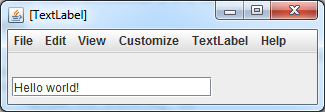 [TextLabel]
File Edit View Customize TextLabel Help
Hello world!